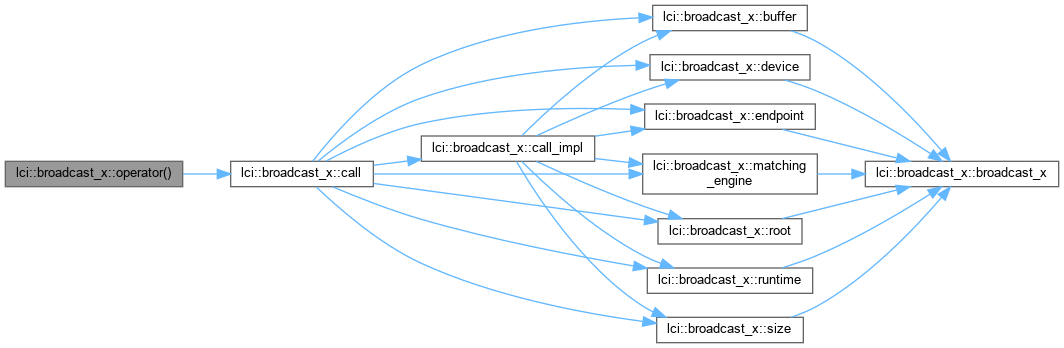 lci::broadcast_x::operator()
lci::broadcast_x::call
lci::broadcast_x::call_impl
lci::broadcast_x::buffer
lci::broadcast_x::device
lci::broadcast_x::endpoint
lci::broadcast_x::matching
_engine
lci::broadcast_x::root
lci::broadcast_x::runtime
lci::broadcast_x::size
lci::broadcast_x::broadcast_x